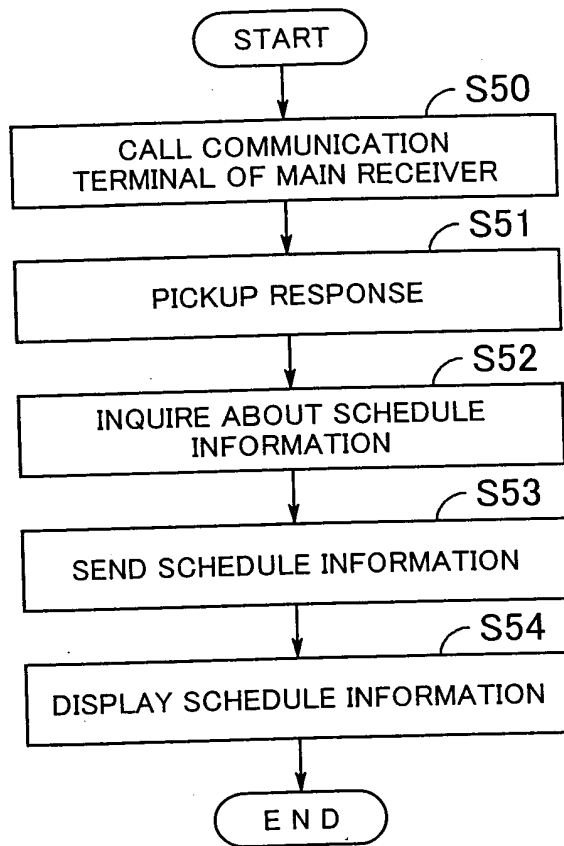 START
S50
CALL COMMUNICATION
TERMINAL OF MAIN RECEIVER
S51
PICKUP RESPONSE
S52
INQUIRE ABOUT SCHEDULE
INFORMATION
S53
SEND SCHEDULE INFORMATION
S54
DISPLAY SCHEDULE INFORMATION
END